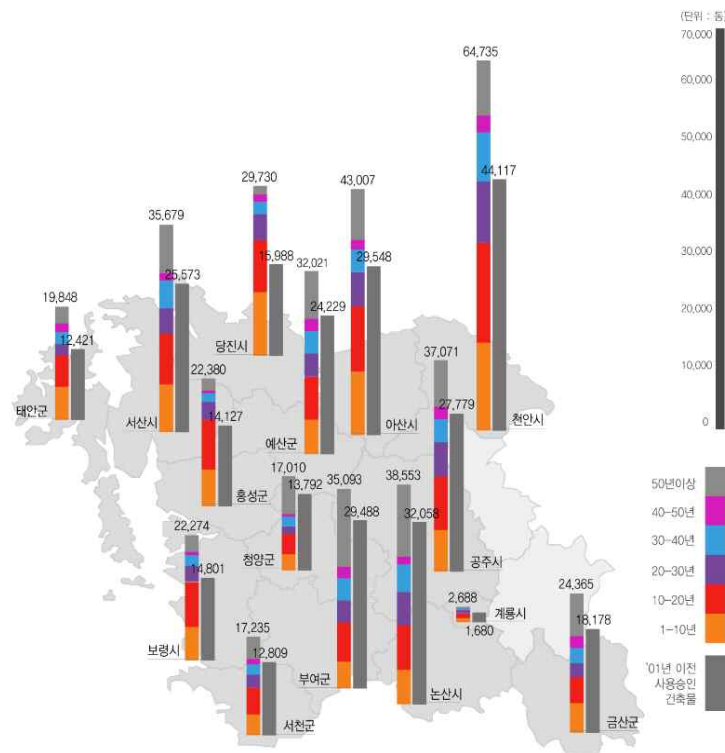 (단위 : 동)
70,000
60,000
50,000
40,000
30,000
20,000
10,000
0
64,735
44,117
천안시
29,730
15,988
당진시
43,007
29,548
아산시
35,679
25,573
서산시
32,021
24,229
예산군
19,848
12,421
태안군
22,380
14,127
홍성군
37,071
27,779
공주시
17,010
13,792
청양군
35,093
29,488
부여군
38,553
32,058
논산시
22,274
14,801
보령시
2,688
1,680
계룡시
17,235
12,809
서천군
24,365
18,178
금산군
50년이상
40-50년
30-40년
20-30년
10-20년
1-10년
'01년 이전
사용승인
건축물